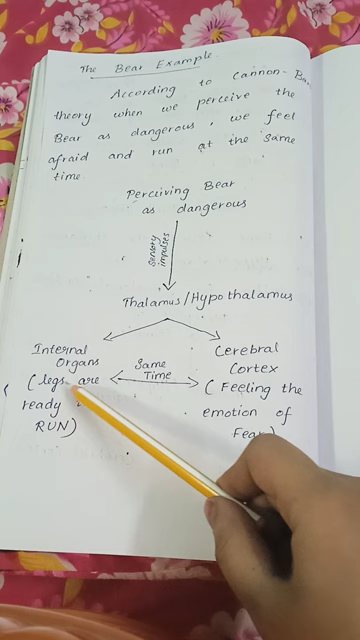 The Bear Example
According to Cannon-Ba
theory when we perceive the
Bear as dangerous, we feel
afraid and run at the same
time
Perceiving Bear
as dangerous
Sensory
impulses
Thalamus/Hypothalamus
Internal
Organs
(legs are
ready
RUN)
Same
Time
Cerebral
Cortex
(Feeling the
emotion of
Fear)